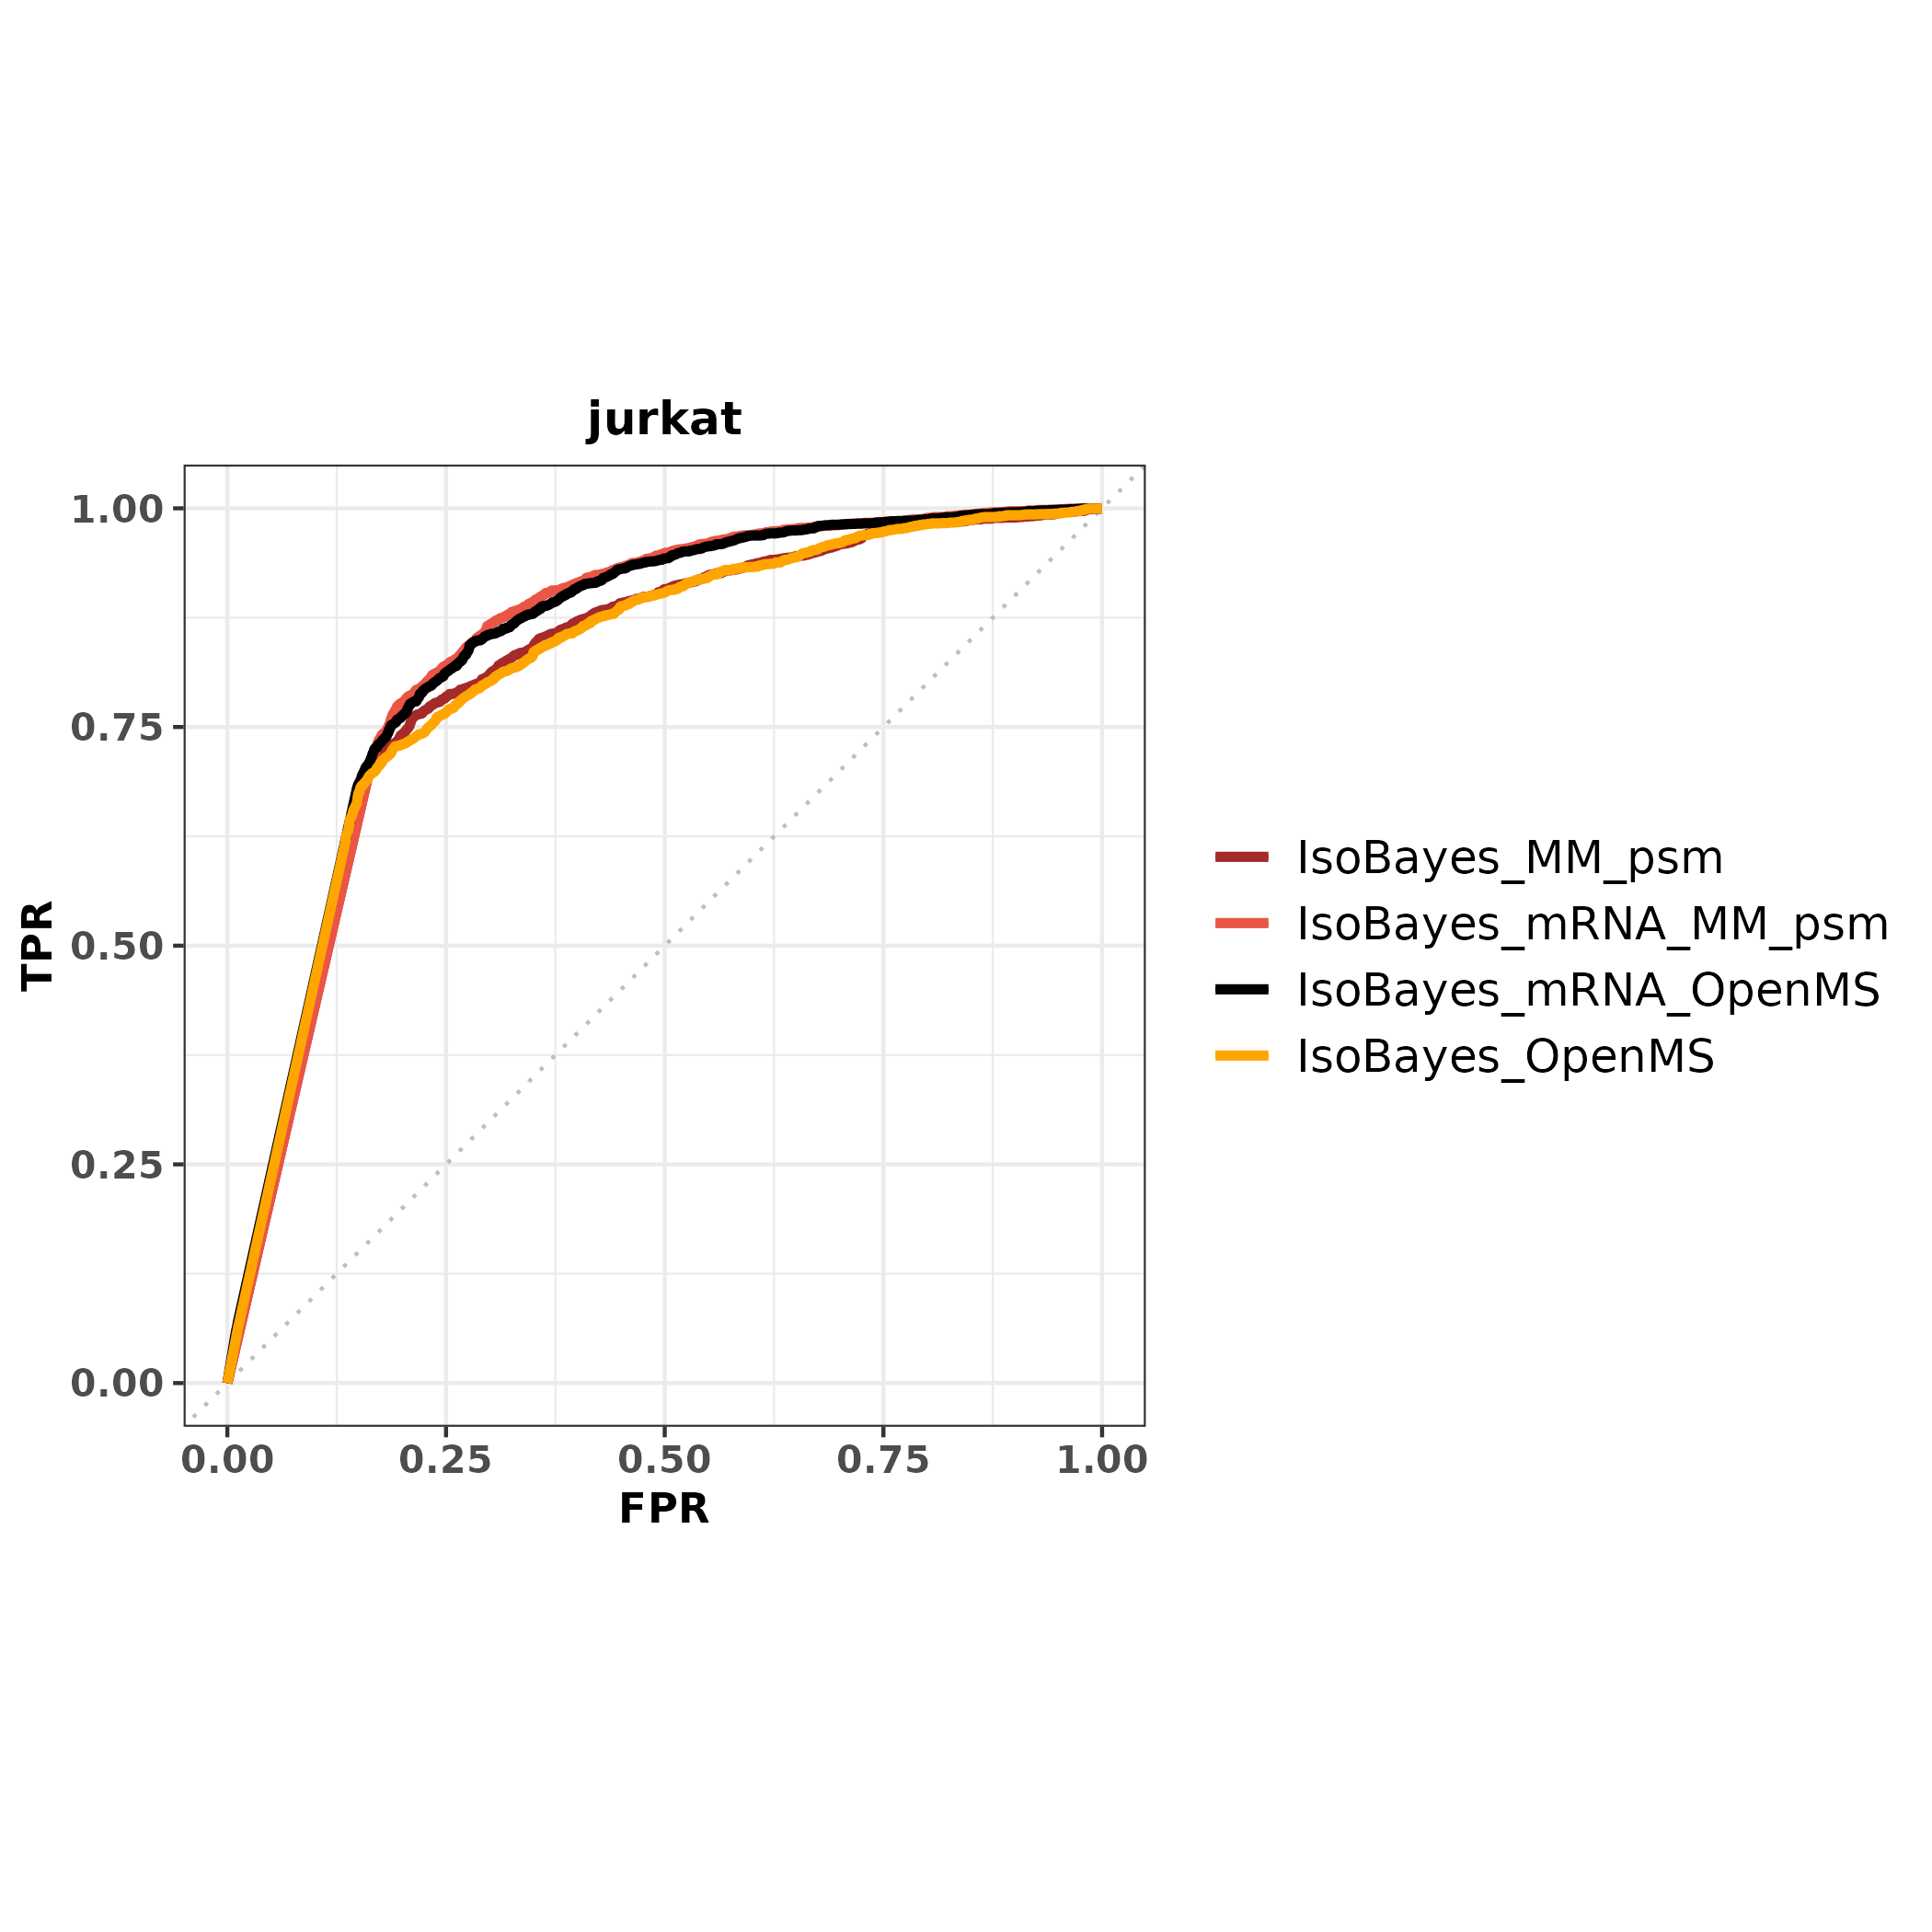 jurkat
1.00
0.75
0.50
0.25
0.00
TPR
0.00 0.25 0.50 0.75 1.00
FPR
IsoBayes_MM_psm
IsoBayes_mRNA_MM_psm
IsoBayes_mRNA_OpenMS
IsoBayes_OpenMS